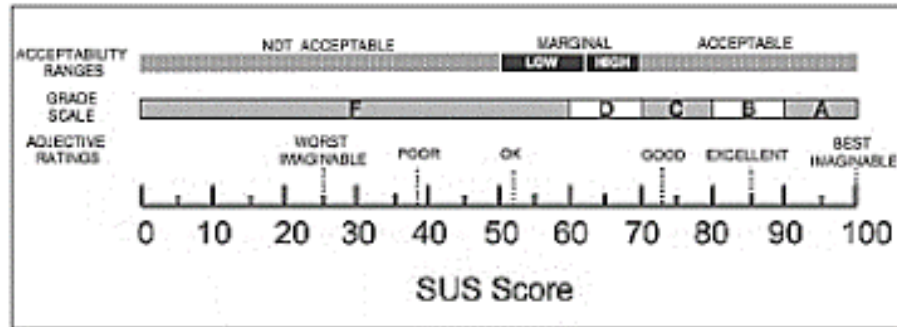 NOT ACCEPTABLE MARGINAL ACCEPTABLE
ACCEPTABILITY RANGES
LOW HIGH
GRADE SCALE
F D C B A
ADJECTIVE RATINGS
WORST IMAGINABLE POOR OK GOOD EXCELLENT BEST IMAGINABLE
0 10 20 30 40 50 60 70 80 90 100
SUS Score